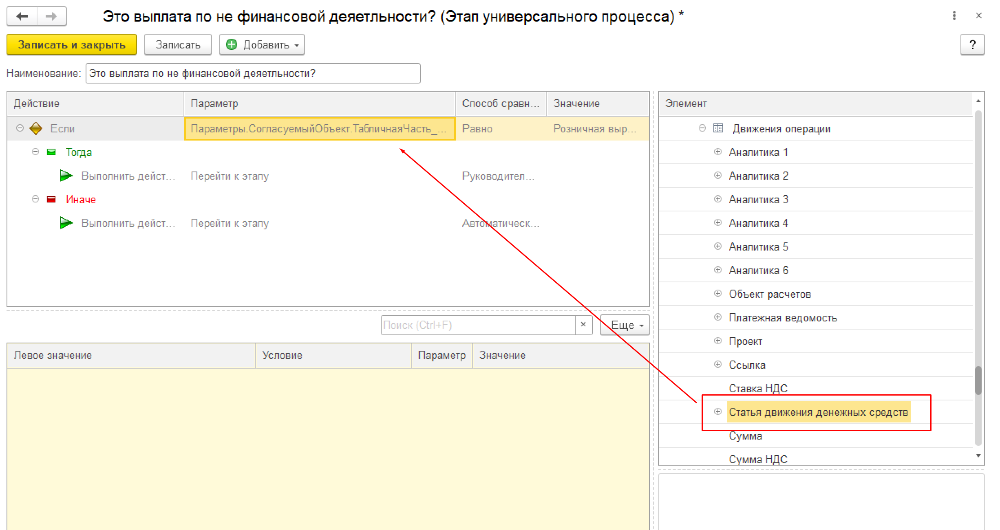 Это выплата по не финансовой деяетльности? (Этап универсального процесса) *
Записать и закрыть Записать Добавить ?
Наименование: Это выплата по не финансовой деяетльности?
Действие Параметр Способ сравн... Значение
Если Параметры.СогласуемыйОбъект.ТабличнаяЧасть_... Равно Розничная выр...
Тогда
Выполнить дейст... Перейти к этапу Руководител...
Иначе
Выполнить дейст... Перейти к этапу Автоматическ...
Поиск (Ctrl+F) × Еще
Левое значение Условие Параметр Значение
Элемент
Движения операции
Аналитика 1
Аналитика 2
Аналитика 3
Аналитика 4
Аналитика 5
Аналитика 6
Объект расчетов
Платежная ведомость
Проект
Ссылка
Ставка НДС
Статья движения денежных средств
Сумма
Сумма НДС